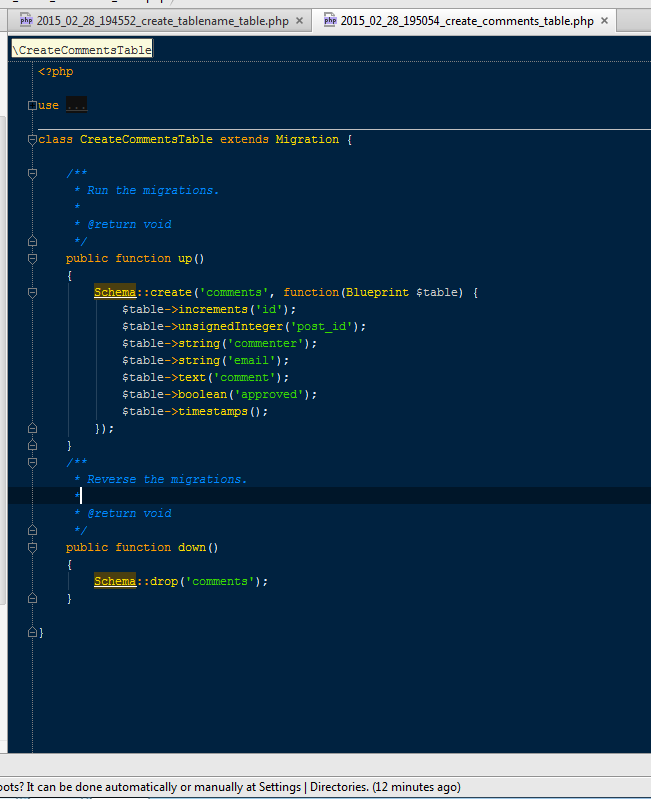 php 2015_02_28_194552_create_tablename_table.php × php 2015_02_28_195054_create_comments_table.php ×
\CreateCommentsTable
<?php
use ...
class CreateCommentsTable extends Migration {
/**
* Run the migrations.
*
* @return void
*/
public function up()
{
Schema::create('comments', function(Blueprint $table) {
$table->increments('id');
$table->unsignedInteger('post_id');
$table->string('commenter');
$table->string('email');
$table->text('comment');
$table->boolean('approved');
$table->timestamps();
});
}
/**
* Reverse the migrations.
*
* @return void
*/
public function down()
{
Schema::drop('comments');
}
}
oots? It can be done automatically or manually at Settings | Directories. (12 minutes ago)